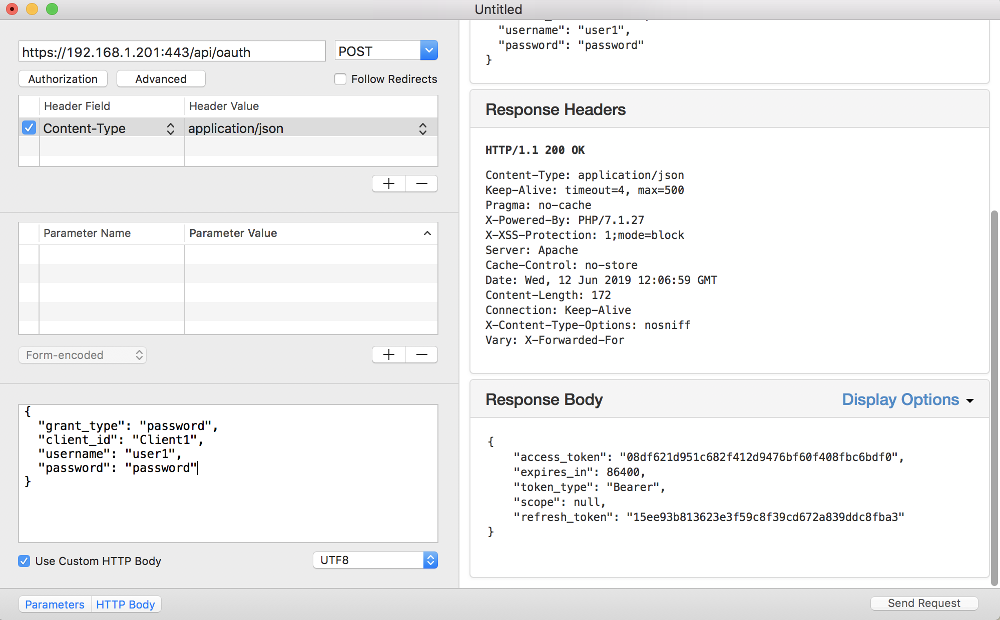 Untitled
https://192.168.1.201:443/api/oauth
POST
Authorization
Advanced
Follow Redirects
Header Field
Header Value
Content-Type
application/json
Parameter Name
Parameter Value
Form-encoded
{
"grant_type": "password",
"client_id": "Client1",
"username": "user1",
"password": "password"
}
Use Custom HTTP Body
UTF8
Parameters
HTTP Body
"username": "user1",
"password": "password"
}
Response Headers
HTTP/1.1 200 OK
Content-Type: application/json
Keep-Alive: timeout=4, max=500
Pragma: no-cache
X-Powered-By: PHP/7.1.27
X-XSS-Protection: 1;mode=block
Server: Apache
Cache-Control: no-store
Date: Wed, 12 Jun 2019 12:06:59 GMT
Content-Length: 172
Connection: Keep-Alive
X-Content-Type-Options: nosniff
Vary: X-Forwarded-For
Response Body
Display Options
{
"access_token": "08df621d951c682f412d9476bf60f408fbc6bdf0",
"expires_in": 86400,
"token_type": "Bearer",
"scope": null,
"refresh_token": "15ee93b813623e3f59c8f39cd672a839ddc8fba3"
}
Send Request